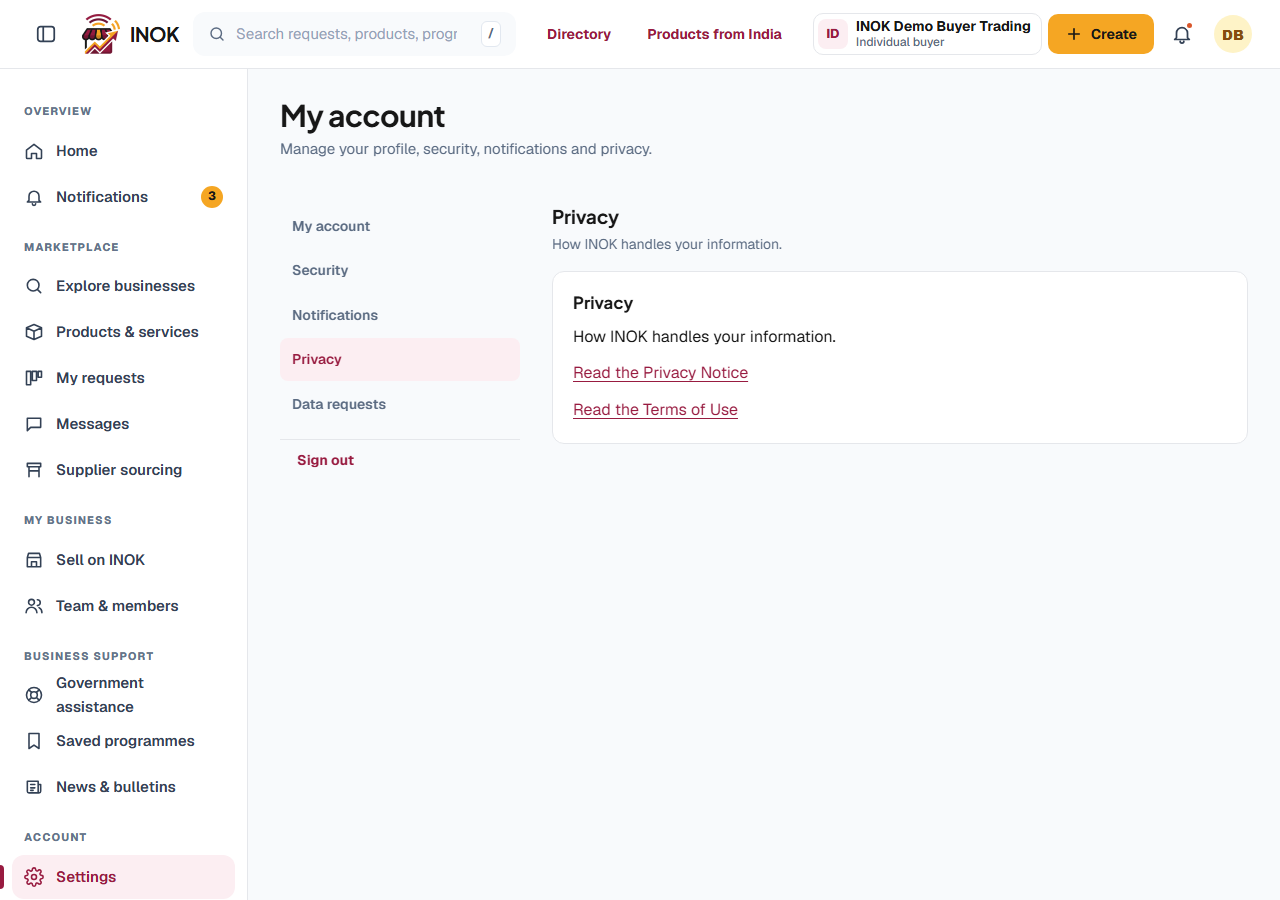 INOK
Search requests, products, progr
/
Directory
Products from India
ID
INOK Demo Buyer Trading
Individual buyer
Create
DB
OVERVIEW
Home
Notifications
3
MARKETPLACE
Explore businesses
Products & services
My requests
Messages
Supplier sourcing
MY BUSINESS
Sell on INOK
Team & members
BUSINESS SUPPORT
Government
assistance
Saved programmes
News & bulletins
ACCOUNT
Settings
My account
Manage your profile, security, notifications and privacy.
My account
Security
Notifications
Privacy
Data requests
Sign out
Privacy
How INOK handles your information.
Privacy
How INOK handles your information.
Read the Privacy Notice
Read the Terms of Use